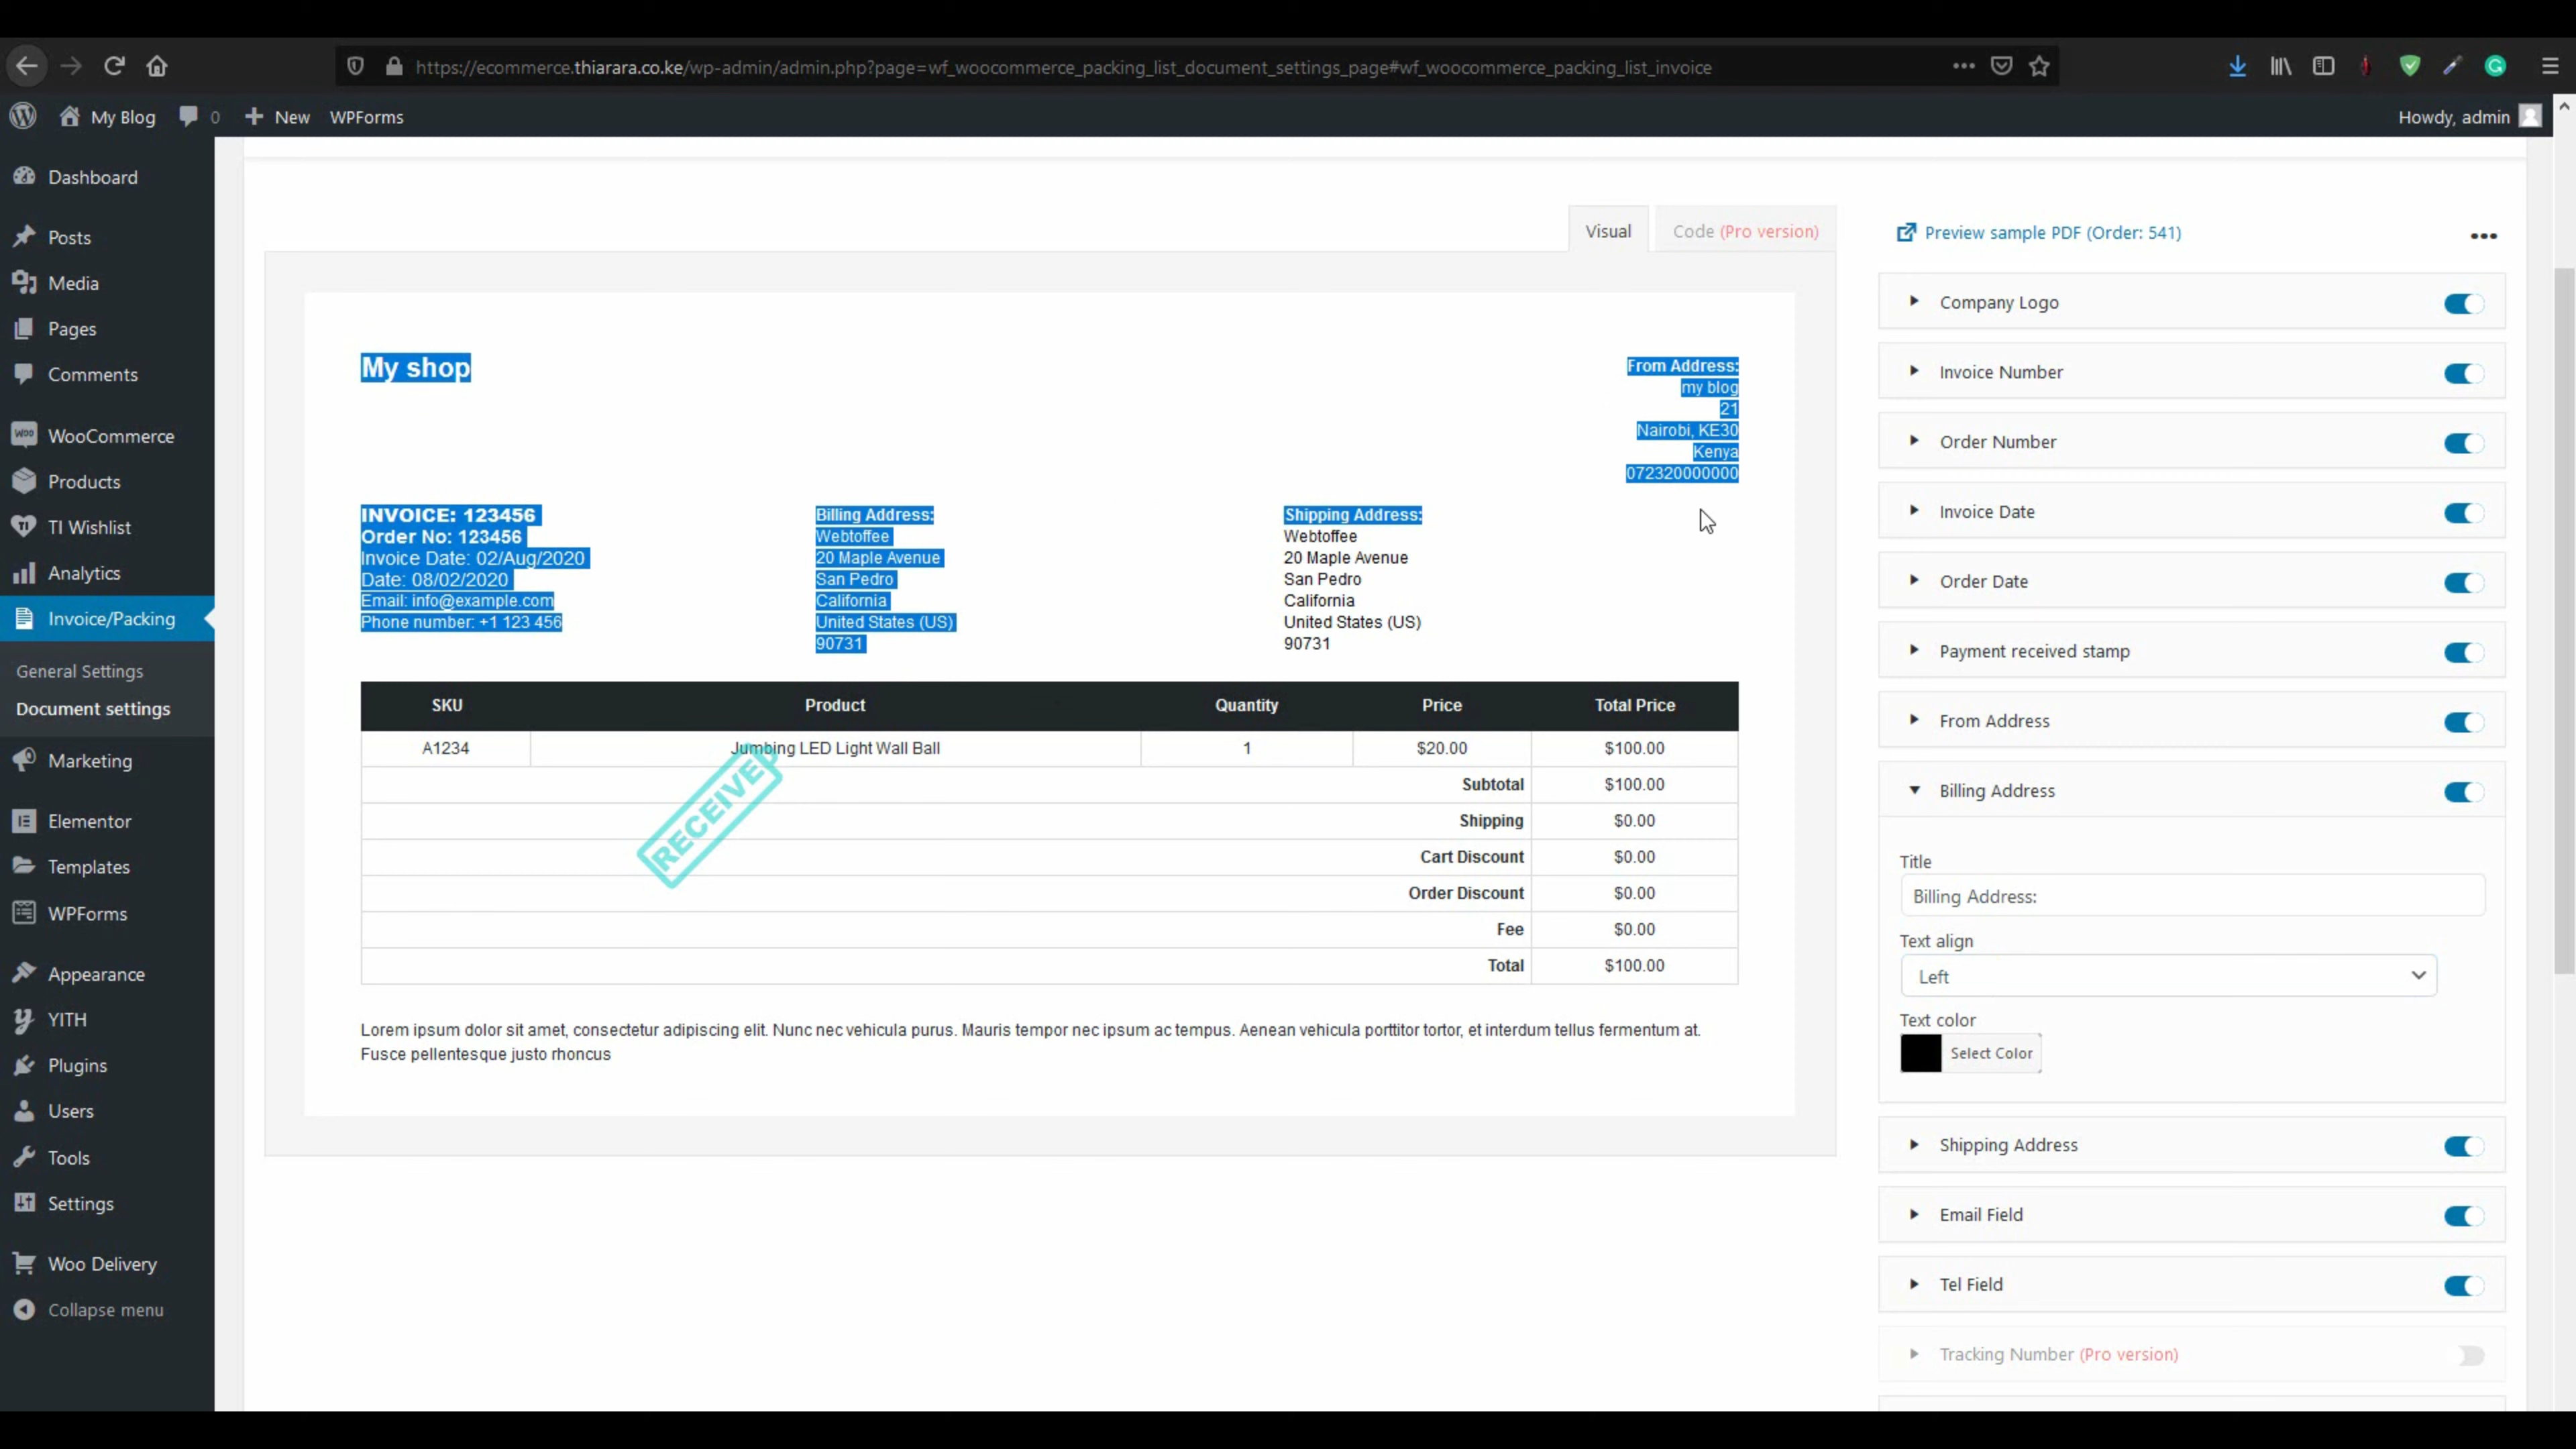 https://ecommerce.thiarara.co.ke/wp-admin/admin.php?page=wf_woocommerce_packing_list_document_settings_page#wf_woocommerce_packing_list_invoice
My Blog
0
New
WPForms
Howdy, admin
Dashboard
Posts
Media
Pages
Comments
WooCommerce
Products
TI Wishlist
Analytics
Invoice/Packing
General Settings
Document settings
Marketing
Elementor
Templates
WPForms
Appearance
YITH
Plugins
Users
Tools
Settings
Woo Delivery
Collapse menu
Visual
Code (Pro version)
My shop
From Address:
my blog
21
Nairobi, KE30
Kenya
072320000000
INVOICE: 123456
Order No: 123456
Invoice Date: 02/Aug/2020
Date: 08/02/2020
Email: info@example.com
Phone number: +1 123 456
Billing Address:
Webtoffee
20 Maple Avenue
San Pedro
California
United States (US)
90731
Shipping Address:
Webtoffee
20 Maple Avenue
San Pedro
California
United States (US)
90731
SKU Product Quantity Price Total Price
A1234 Jumbing LED Light Wall Ball 1 $20.00 $100.00
Subtotal $100.00
Shipping $0.00
Cart Discount $0.00
Order Discount $0.00
Fee $0.00
Total $100.00
RECEIVED
Lorem ipsum dolor sit amet, consectetur adipiscing elit. Nunc nec vehicula purus. Mauris tempor nec ipsum ac tempus. Aenean vehicula porttitor tortor, et interdum tellus fermentum at.
Fusce pellentesque justo rhoncus
Preview sample PDF (Order: 541)
Company Logo
Invoice Number
Order Number
Invoice Date
Order Date
Payment received stamp
From Address
Billing Address
Title
Billing Address:
Text align
Left
Text color
Select Color
Shipping Address
Email Field
Tel Field
Tracking Number (Pro version)